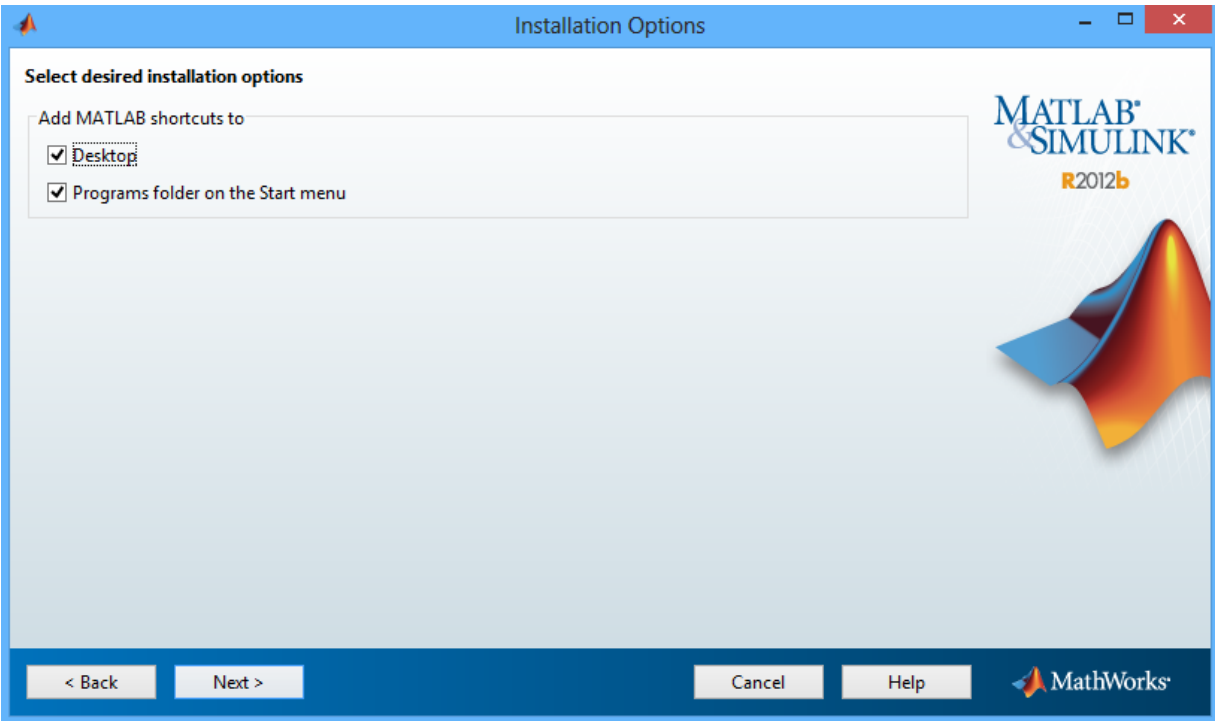 Installation Options
Select desired installation options
Add MATLAB shortcuts to
Desktop
Programs folder on the Start menu
MATLAB®
&SIMULINK®
R2012b
< Back
Next >
Cancel
Help
MathWorks®